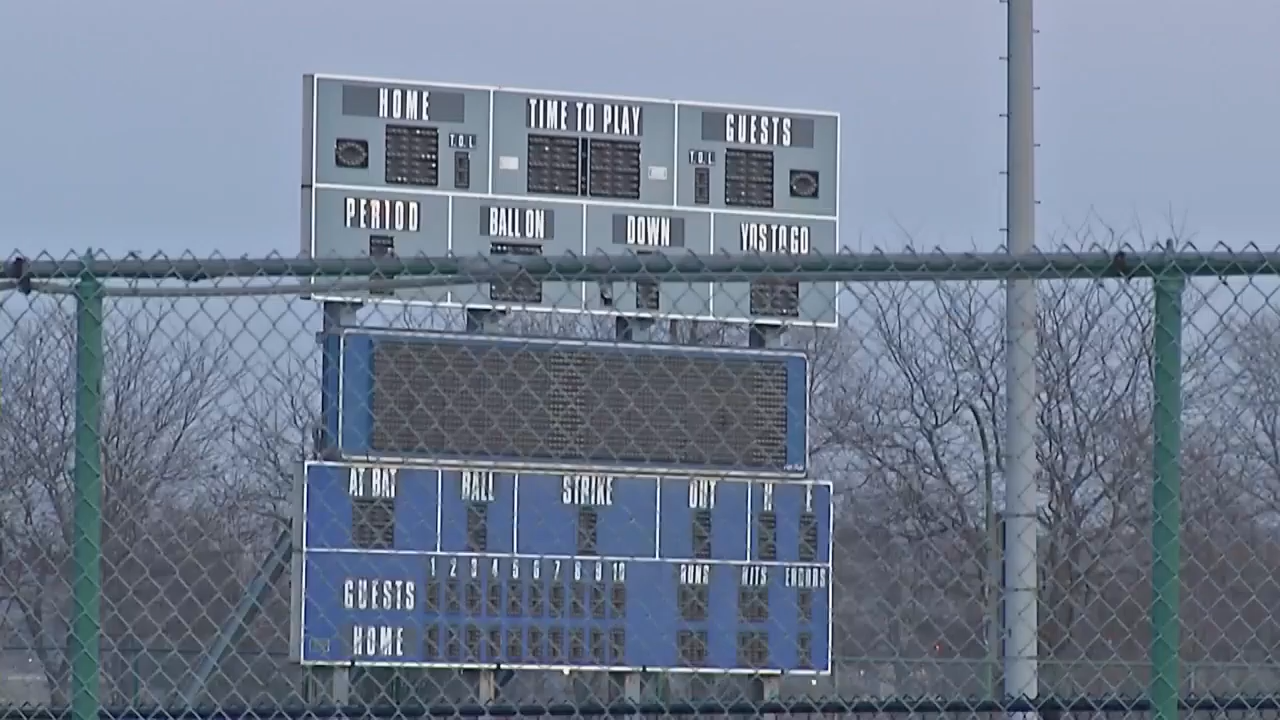 HOME TIME TO PLAY GUESTS
T.O.L T.O.L
PERIOD BALL ON DOWN YDS TO GO
AT BAT BALL STRIKE OUT H E
1 2 3 4 5 6 7 8 9 10 RUNS HITS ERRORS
GUESTS
HOME